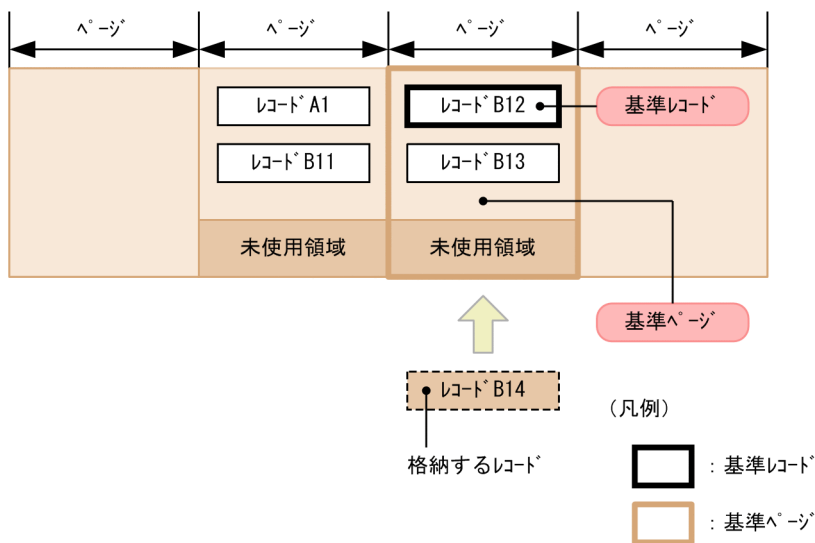 ﾍﾟｰｼﾞ ﾍﾟｰｼﾞ ﾍﾟｰｼﾞ ﾍﾟｰｼﾞ
ﾚｺｰﾄﾞA1 ﾚｺｰﾄﾞB12 基準ﾚｺｰﾄﾞ
ﾚｺｰﾄﾞB11 ﾚｺｰﾄﾞB13
未使用領域 未使用領域
基準ﾍﾟｰｼﾞ
ﾚｺｰﾄﾞB14
（凡例）
格納するﾚｺｰﾄﾞ ：基準ﾚｺｰﾄﾞ
：基準ﾍﾟｰｼﾞ